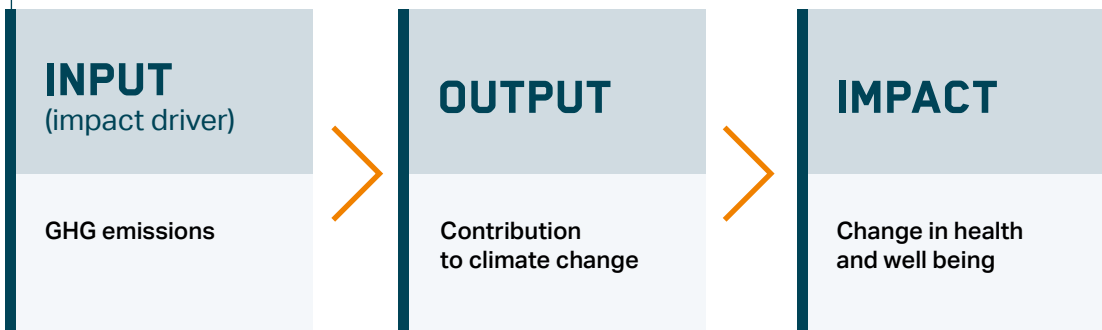 INPUT
(impact driver)
GHG emissions
OUTPUT
Contribution
to climate change
IMPACT
Change in health
and well being